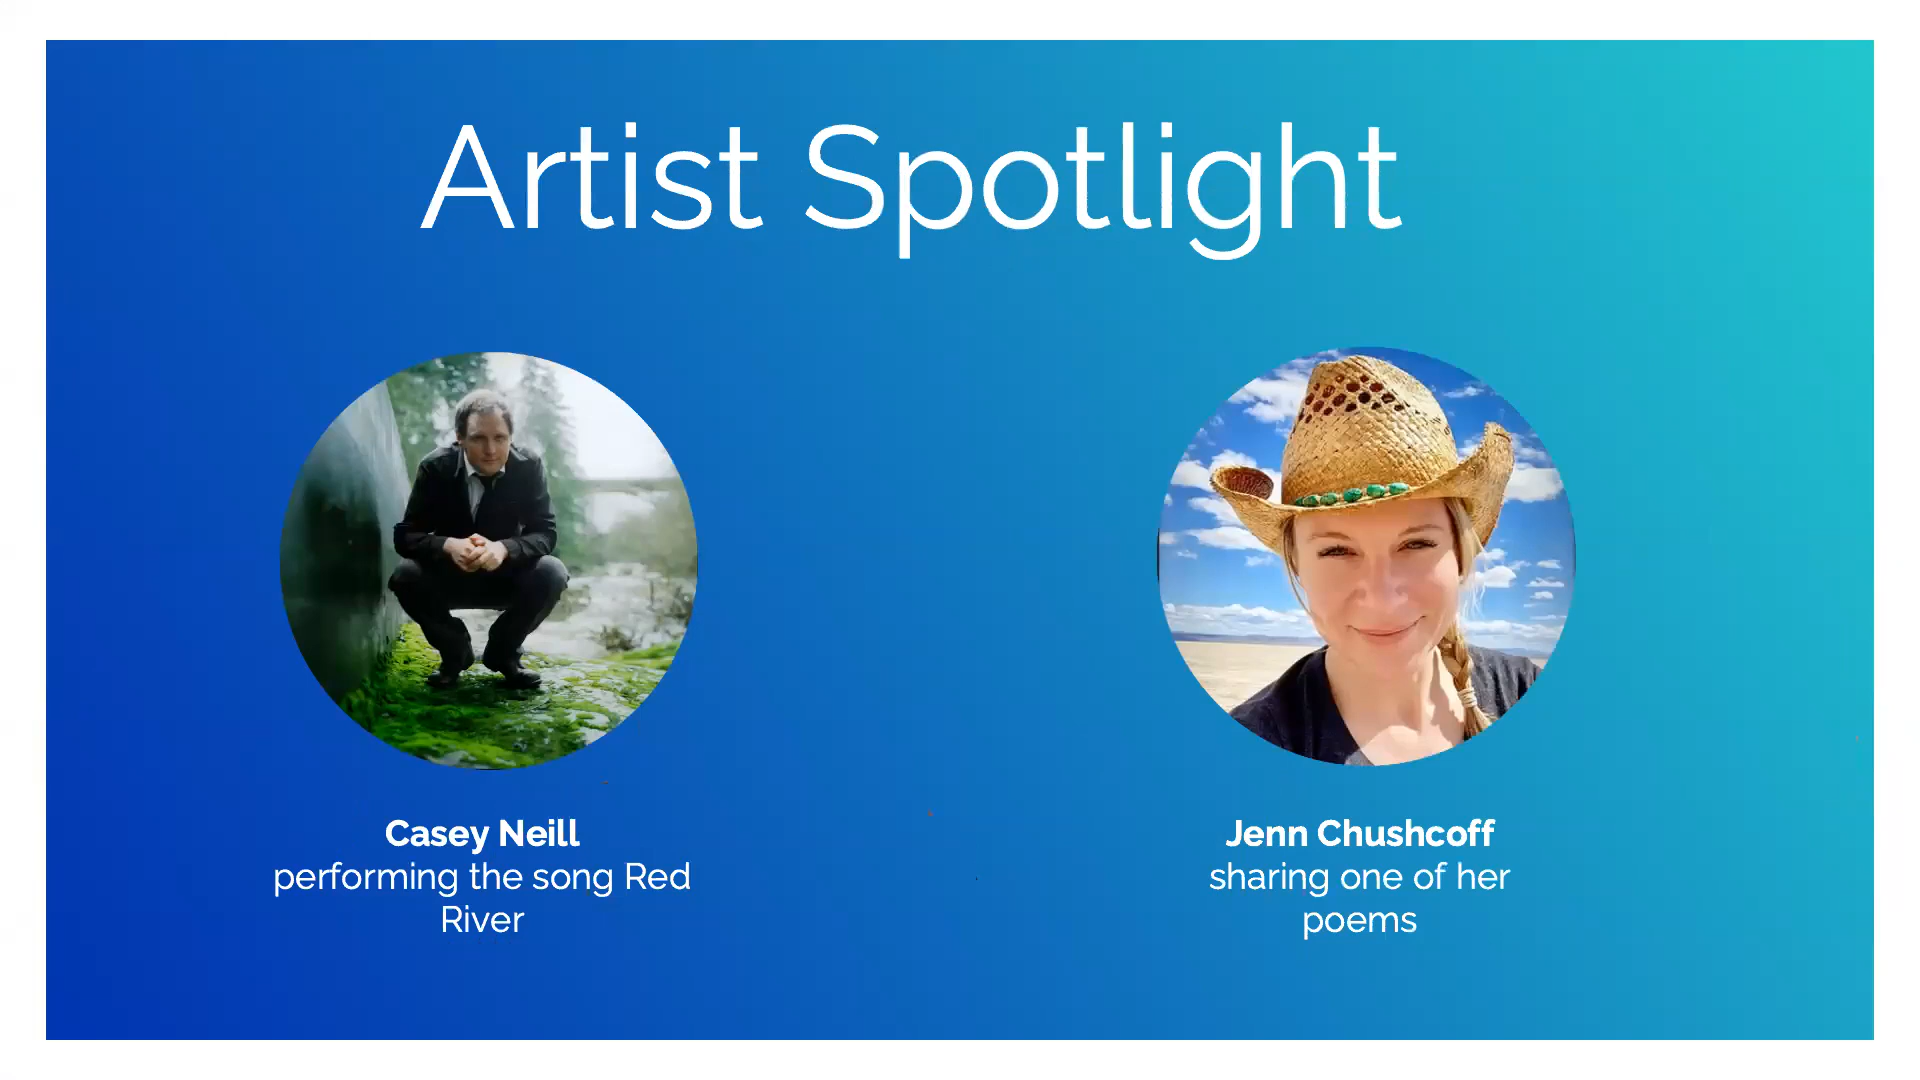 Artist Spotlight
Casey Neill
performing the song Red
River
Jenn Chushcoff
sharing one of her
poems